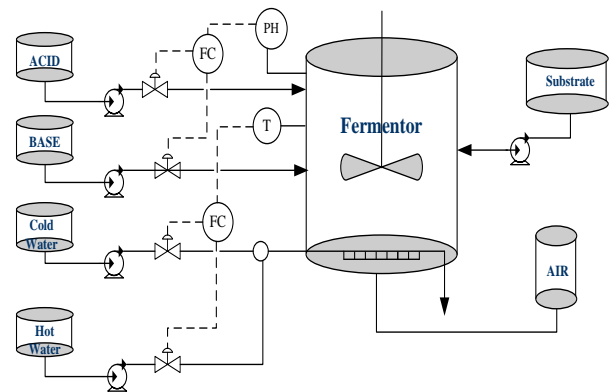 PH
FC
ACID
Substrate
T
Fermentor
BASE
FC
Cold
Water
AIR
Hot
Water